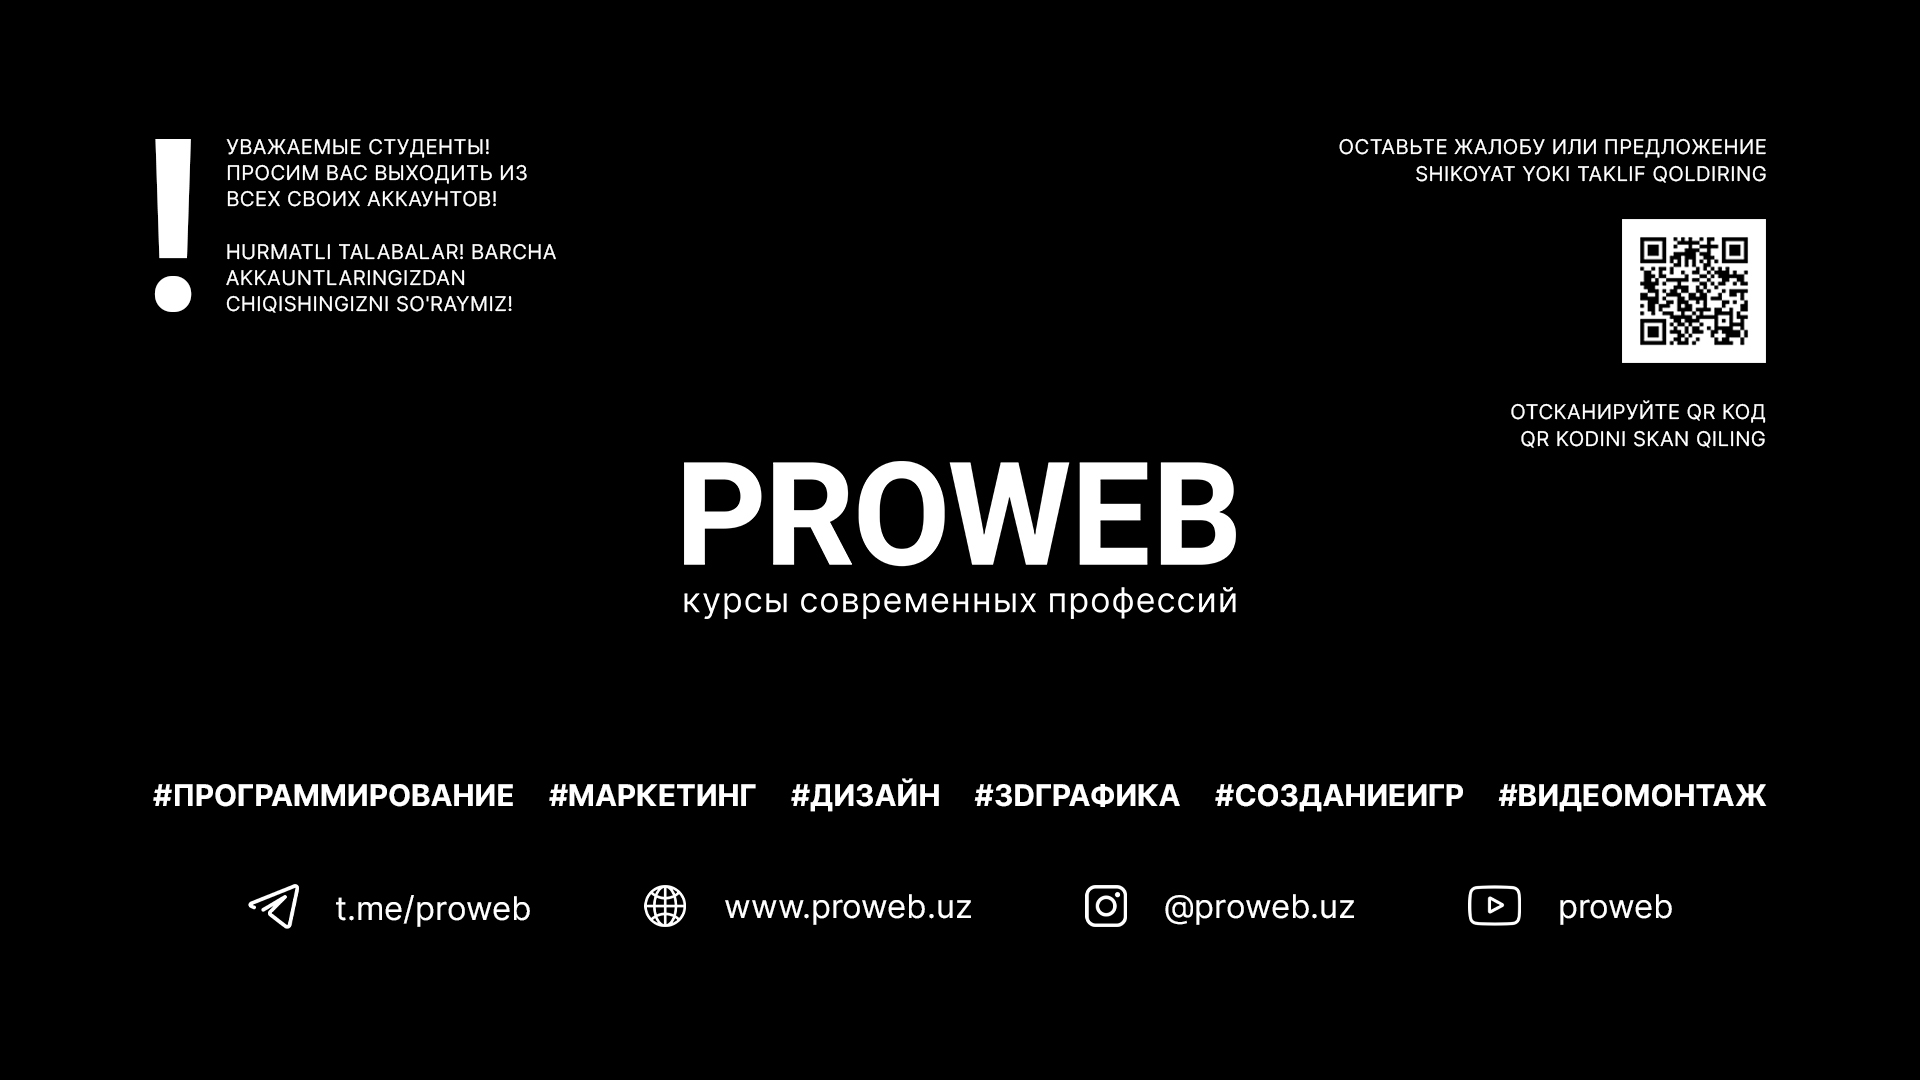 УВАЖАЕМЫЕ СТУДЕНТЫ!
ПРОСИМ ВАС ВЫХОДИТЬ ИЗ
ВСЕХ СВОИХ АККАУНТОВ!
HURMATLI TALABALAR! BARCHA
AKKAUNTLARINGIZDAN
CHIQISHINGIZNI SO'RAYMIZ!
ОСТАВЬТЕ ЖАЛОБУ ИЛИ ПРЕДЛОЖЕНИЕ
SHIKOYAT YOKI TAKLIF QOLDIRING
ОТСКАНИРУЙТЕ QR КОД
QR KODINI SKAN QILING
PROWEB
курсы современных профессий
#ПРОГРАММИРОВАНИЕ #МАРКЕТИНГ #ДИЗАЙН #3DГРАФИКА #СОЗДАНИЕИГР #ВИДЕОМОНТАЖ
t.me/proweb www.proweb.uz @proweb.uz proweb